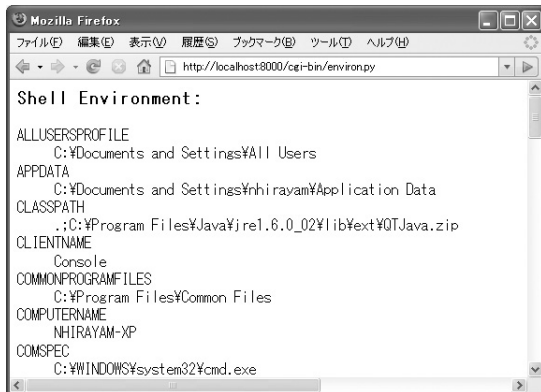 Mozilla Firefox
ファイル(F) 編集(E) 表示(V) 履歴(S) ブックマーク(B) ツール(T) ヘルプ(H)
http://localhost:8000/cgi-bin/environ.py
Shell Environment:
ALLUSERSPROFILE
C:¥Documents and Settings¥All Users
APPDATA
C:¥Documents and Settings¥nhirayam¥Application Data
CLASSPATH
.;C:¥Program Files¥Java¥jre1.6.0_02¥lib¥ext¥QTJava.zip
CLIENTNAME
Console
COMMONPROGRAMFILES
C:¥Program Files¥Common Files
COMPUTERNAME
NHIRAYAM-XP
COMSPEC
C:¥WINDOWS¥system32¥cmd.exe